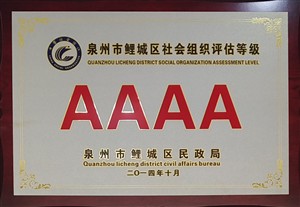 泉州市鲤城区社会组织评估等级
QUANZHOU LICHENG DISTRICT SOCIAL ORGANIZATION ASSESSMENT LEVEL
AAAA
泉州市鲤城区民政局
Quanzhou licheng district civil affairs bureau
二〇一四年十月